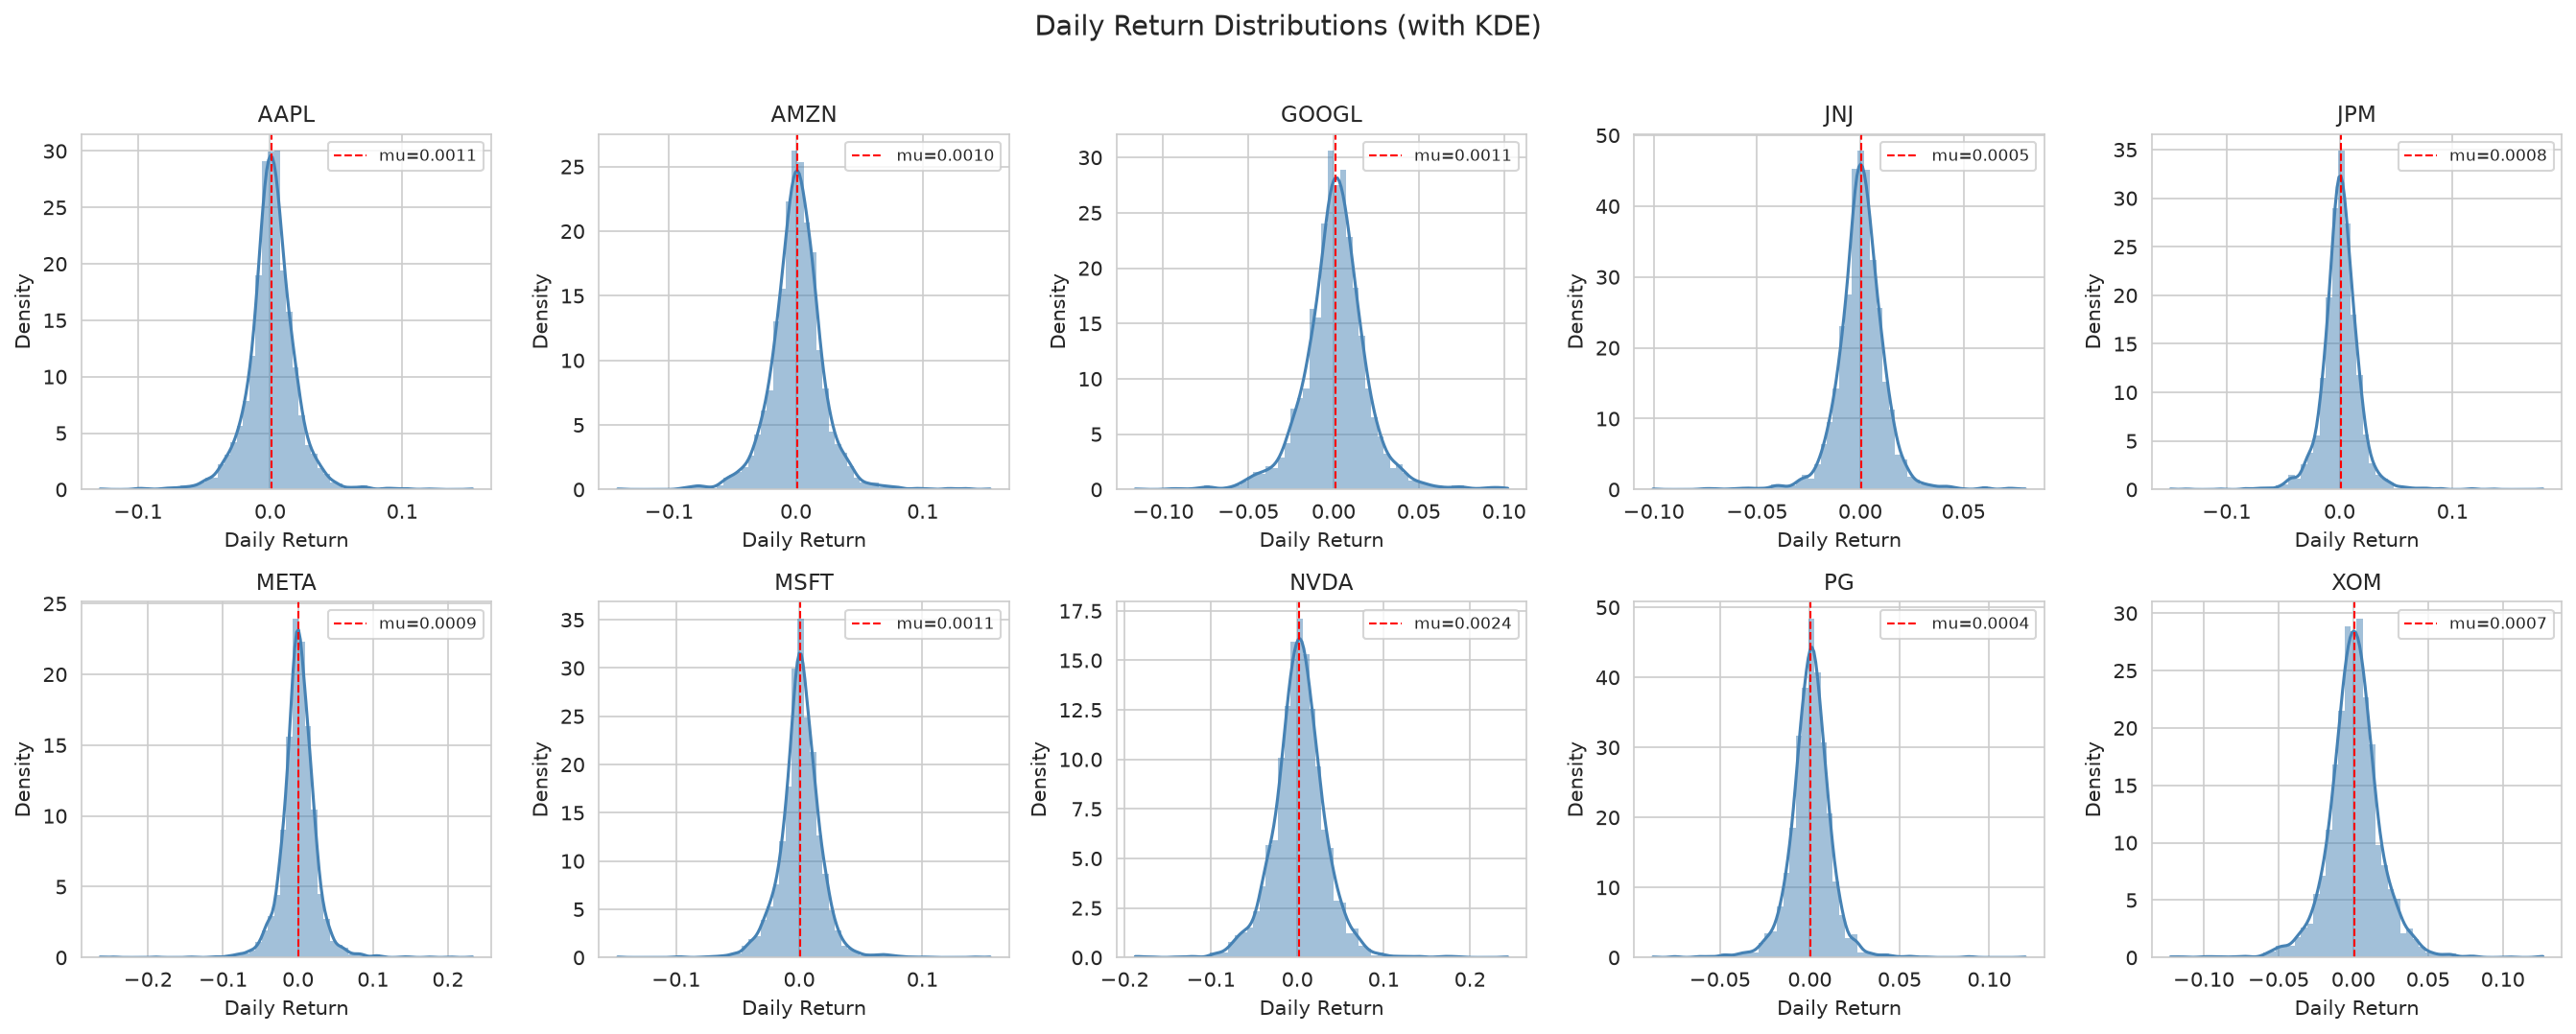 Daily Return Distributions (with KDE)
AAPL
mu=0.0011
Density
30
25
20
15
10
5
0
−0.1
0.0
0.1
Daily Return
AMZN
mu=0.0010
Density
25
20
15
10
5
0
−0.1
0.0
0.1
Daily Return
GOOGL
mu=0.0011
Density
30
25
20
15
10
5
0
−0.10
−0.05
0.00
0.05
0.10
Daily Return
JNJ
mu=0.0005
Density
50
40
30
20
10
0
−0.10
−0.05
0.00
0.05
Daily Return
JPM
mu=0.0008
Density
35
30
25
20
15
10
5
0
−0.1
0.0
0.1
Daily Return
META
mu=0.0009
Density
25
20
15
10
5
0
−0.2
−0.1
0.0
0.1
0.2
Daily Return
MSFT
mu=0.0011
Density
35
30
25
20
15
10
5
0
−0.1
0.0
0.1
Daily Return
NVDA
mu=0.0024
Density
17.5
15.0
12.5
10.0
7.5
5.0
2.5
0.0
−0.2
−0.1
0.0
0.1
0.2
Daily Return
PG
mu=0.0004
Density
50
40
30
20
10
0
−0.05
0.00
0.05
0.10
Daily Return
XOM
mu=0.0007
Density
30
25
20
15
10
5
0
−0.10
−0.05
0.00
0.05
0.10
Daily Return